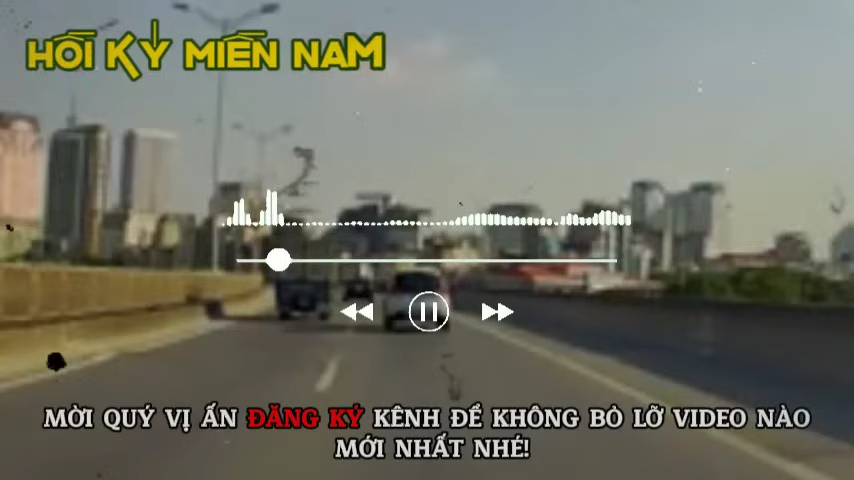 HỒI KÝ MIỀN NAM
MỜI QUÝ VỊ ẤN ĐĂNG KÝ KÊNH ĐỂ KHÔNG BỎ LỠ VIDEO NÀO
MỚI NHẤT NHÉ!